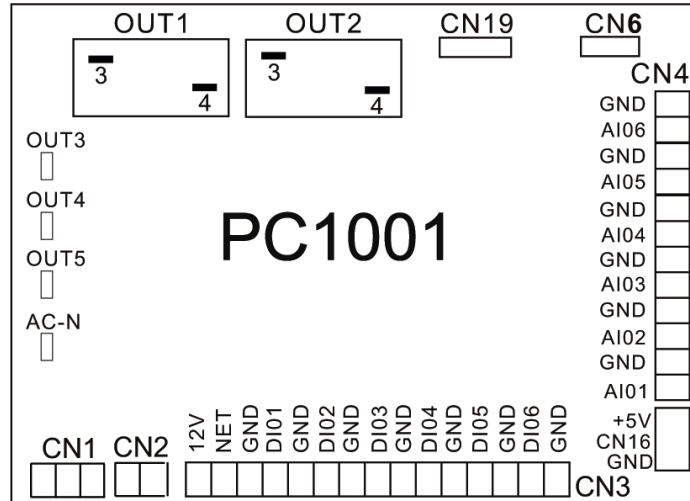 OUT1 OUT2 CN19 CN6
3 4 3 4
CN4
GND
AI06
GND
AI05
GND
AI04
GND
AI03
GND
AI02
GND
AI01
+5V
CN16
GND
OUT3
OUT4
OUT5
AC-N
PC1001
12V NET GND DI01 GND DI02 GND DI03 GND DI04 GND DI05 GND DI06 GND
CN1 CN2
CN3